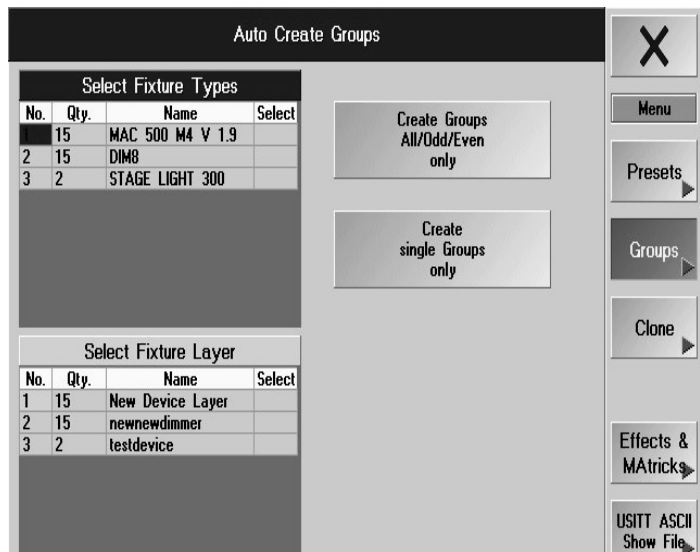 Auto Create Groups
Select Fixture Types
No. Qty. Name Select
1 15 MAC 500 M4 V 1.9
2 15 DIM8
3 2 STAGE LIGHT 300
Select Fixture Layer
No. Qty. Name Select
1 15 New Device Layer
2 15 newnewdimmer
3 2 testdevice
Create Groups
All/Odd/Even
only
Create
single Groups
only
X
Menu
Presets
Groups
Clone
Effects &
MAtricks
USITT ASCII
Show File